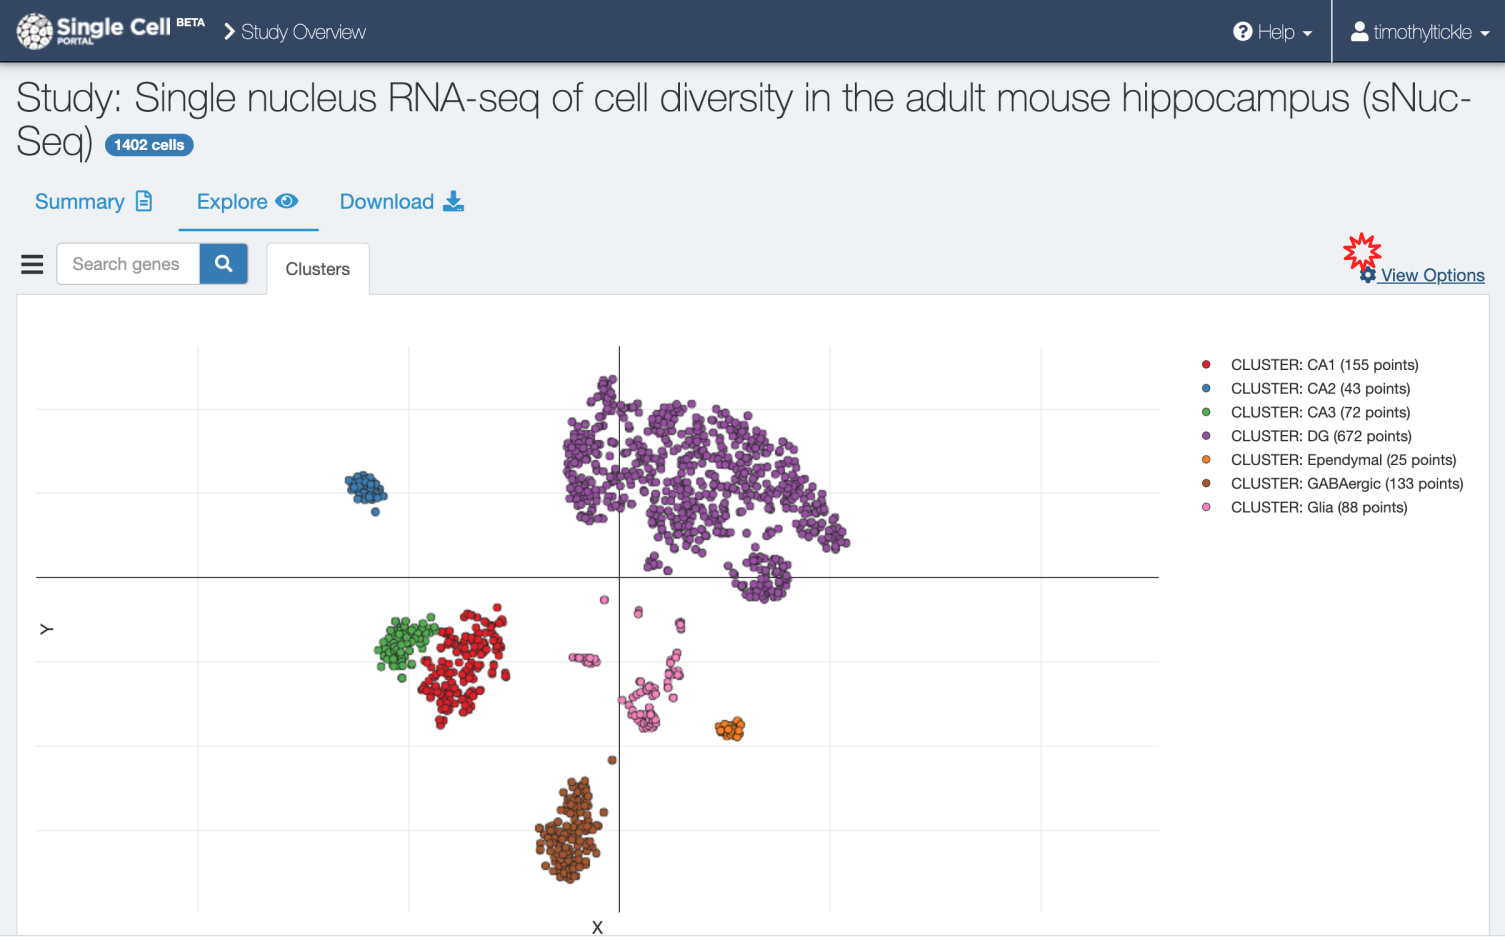 Single Cell BETA
PORTAL
Study Overview
Help
timothyltickle
Study: Single nucleus RNA-seq of cell diversity in the adult mouse hippocampus (sNuc-
Seq) 1402 cells
Summary
Explore
Download
Search genes
Clusters
View Options
CLUSTER: CA1 (155 points)
CLUSTER: CA2 (43 points)
CLUSTER: CA3 (72 points)
CLUSTER: DG (672 points)
CLUSTER: Ependymal (25 points)
CLUSTER: GABAergic (133 points)
CLUSTER: Glia (88 points)
Y
X